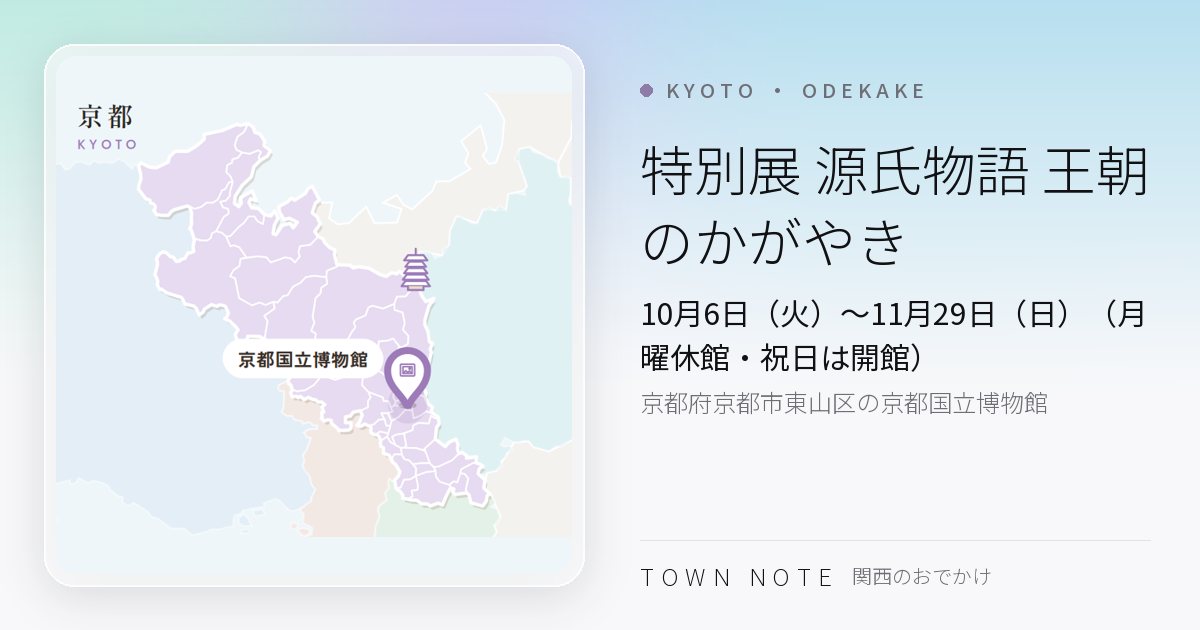 京都
KYOTO
京都国立博物館
KYOTO • ODEKAKE
特別展 源氏物語 王朝
のかがやき
10月6日（火）〜11月29日（日）（月
曜休館・祝日は開館）
京都府京都市東山区の京都国立博物館
TOWN NOTE 関西のおでかけ